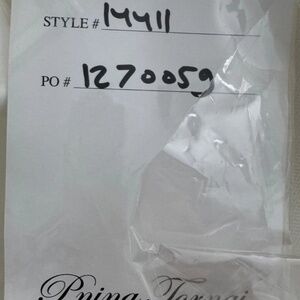 STYLE # 14411
PO # 1270059
Pnina Tornai